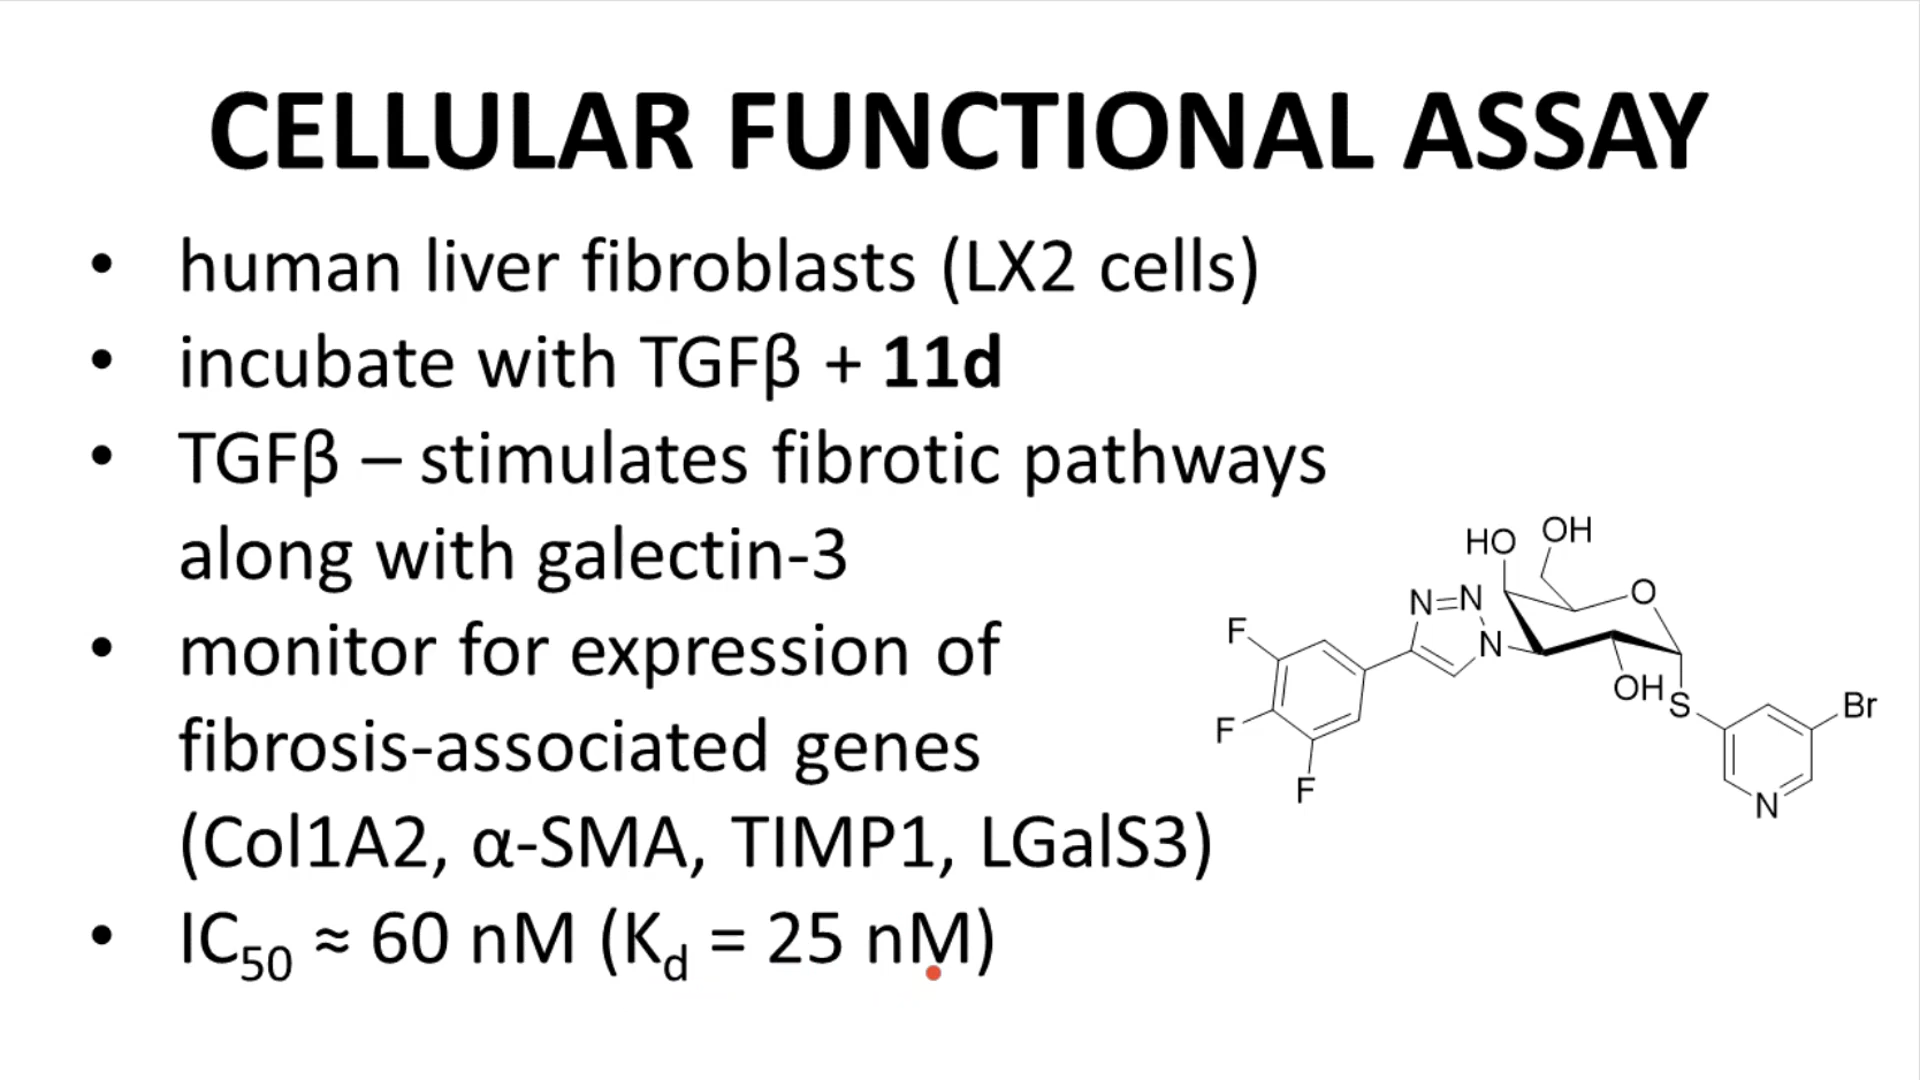 CELLULAR FUNCTIONAL ASSAY
• human liver fibroblasts (LX2 cells)
• incubate with TGFβ + 11d
• TGFβ – stimulates fibrotic pathways
along with galectin-3
• monitor for expression of
fibrosis-associated genes
(Col1A2, α-SMA, TIMP1, LGalS3)
• IC50 ≈ 60 nM (Kd = 25 nM)
HO OH
N=N O
F N
OH S Br
F
F N